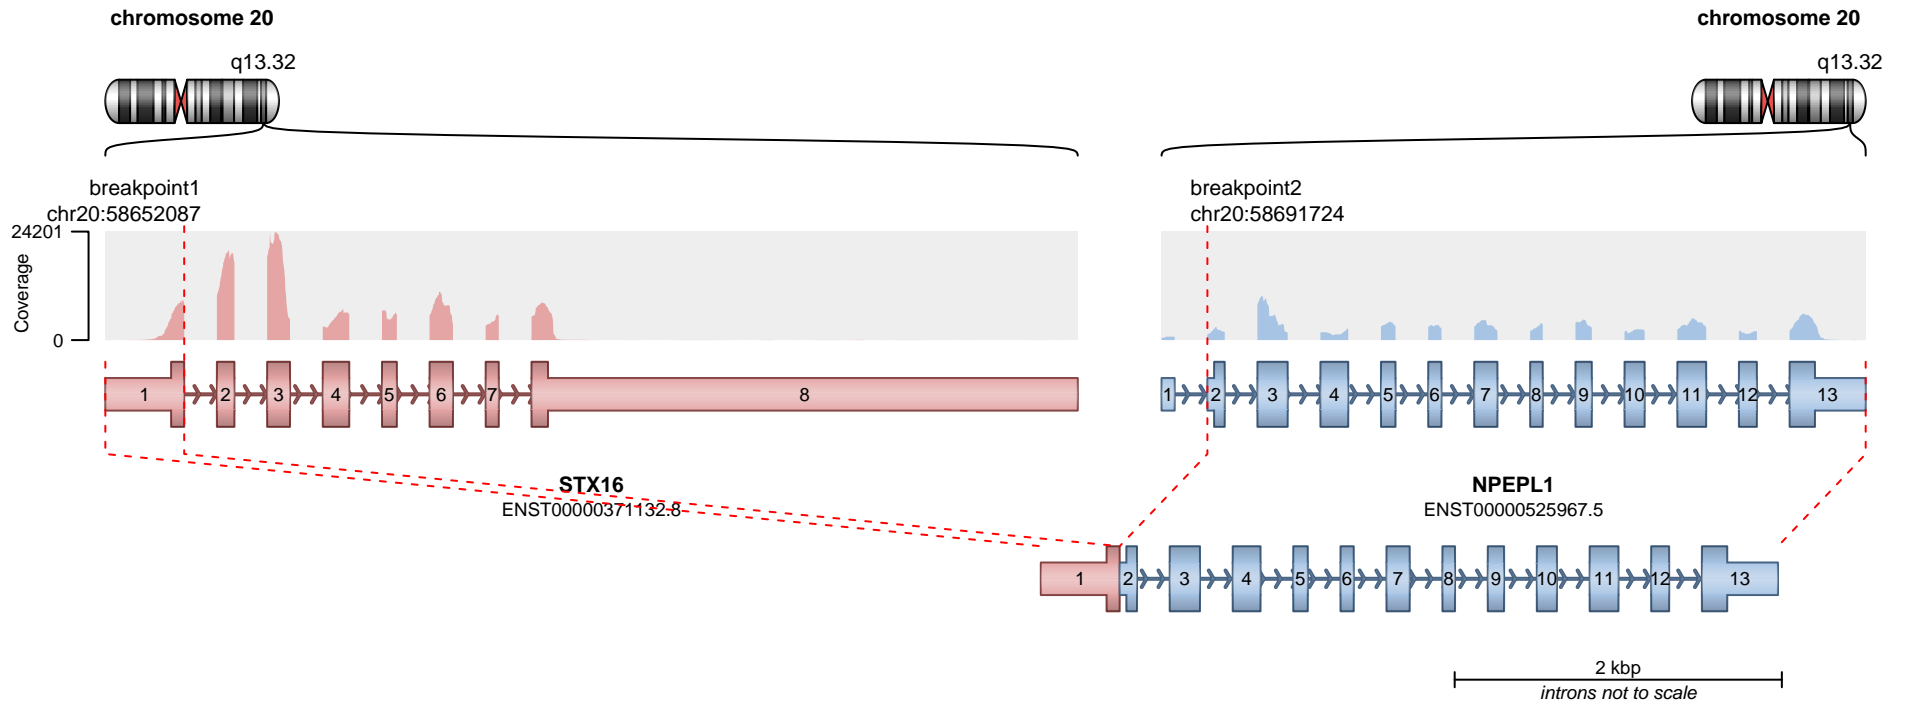 chromosome 20
chromosome 20
q13.32
q13.32
breakpoint1
chr20:58652087
breakpoint2
chr20:58691724
24201
Coverage
0
1 2 3 4 5 6 7 8
1 2 3 4 5 6 7 8 9 10 11 12 13
STX16
ENST00000371132.8
NPEPL1
ENST00000525967.5
1 2 3 4 5 6 7 8 9 10 11 12 13
2 kbp
introns not to scale